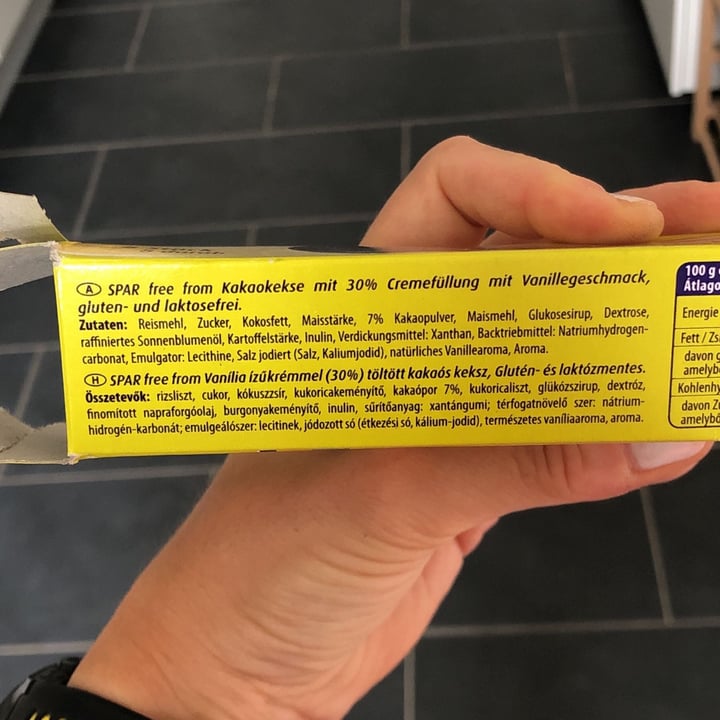 A SPAR free from Kakaokekse mit 30% Cremefüllung mit Vanillegeschmack,
gluten- und laktosefrei.
Zutaten: Reismehl, Zucker, Kokosfett, Maisstärke, 7% Kakaopulver, Maismehl, Glukosesirup, Dextrose,
raffiniertes Sonnenblumenöl, Kartoffelstärke, Inulin, Verdickungsmittel: Xanthan, Backtriebmittel: Natriumhydrogen-
carbonat, Emulgator: Lecithine, Salz jodiert (Salz, Kaliumjodid), natürliches Vanillearoma, Aroma.
H SPAR free from Vanília ízűkrémmel (30%) töltött kakaós keksz, Glutén- és laktózmentes.
Összetevők: rizsliszt, cukor, kókuszzsír, kukoricakeményítő, kakaópor 7%, kukoricaliszt, glükózszirup, dextróz,
finomított napraforgóolaj, burgonyakeményítő, inulin, sűrítőanyag: xantángumi; térfogatnövelő szer: nátrium-
hidrogén-karbonát; emulgeálószer: lecitinek, jódozott só (étkezési só, kálium-jodid), természetes vaníliaaroma, aroma.
100 g
Átlago
Energie
Fett / Zs
davon g
amelybő
Kohlenhy
davon Zu
amelybő